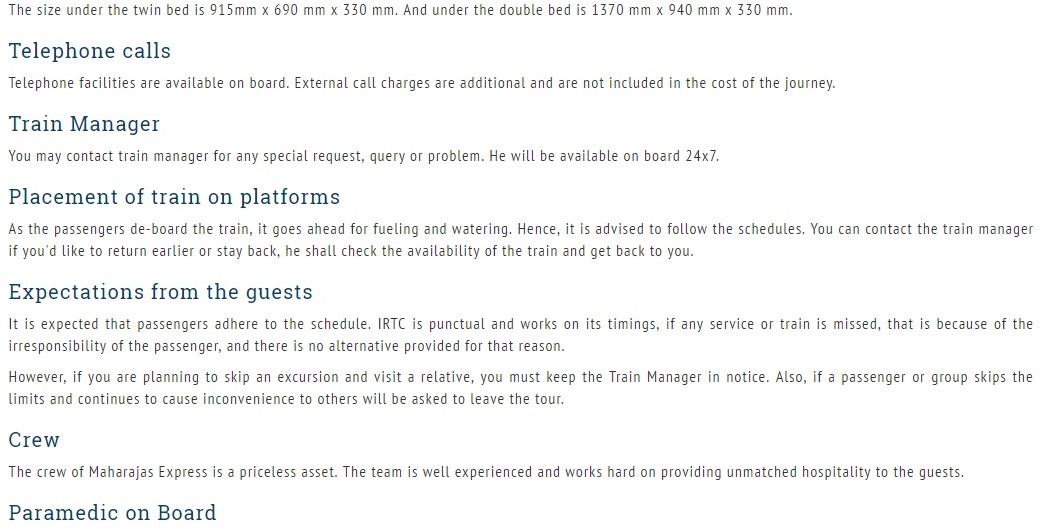 The size under the twin bed is 915mm x 690 mm x 330 mm. And under the double bed is 1370 mm x 940 mm x 330 mm.
Telephone calls
Telephone facilities are available on board. External call charges are additional and are not included in the cost of the journey.
Train Manager
You may contact train manager for any special request, query or problem. He will be available on board 24x7.
Placement of train on platforms
As the passengers de-board the train, it goes ahead for fueling and watering. Hence, it is advised to follow the schedules. You can contact the train manager
if you'd like to return earlier or stay back, he shall check the availability of the train and get back to you.
Expectations from the guests
It is expected that passengers adhere to the schedule. IRTC is punctual and works on its timings, if any service or train is missed, that is because of the
irresponsibility of the passenger, and there is no alternative provided for that reason.
However, if you are planning to skip an excursion and visit a relative, you must keep the Train Manager in notice. Also, if a passenger or group skips the
limits and continues to cause inconvenience to others will be asked to leave the tour.
Crew
The crew of Maharajas Express is a priceless asset. The team is well experienced and works hard on providing unmatched hospitality to the guests.
Paramedic on Board